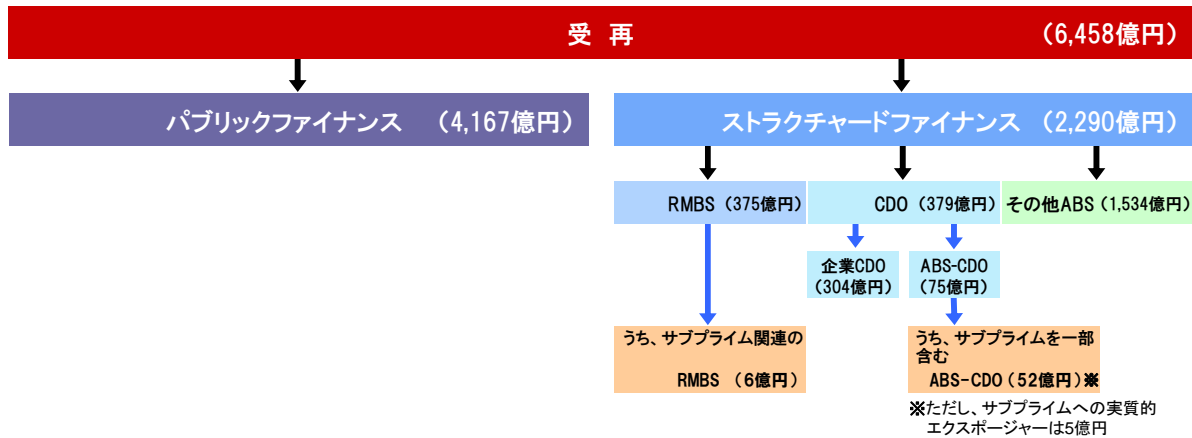 受 再 （6,458億円）
パブリックファイナンス （4,167億円）
ストラクチャードファイナンス （2,290億円）
RMBS （375億円）
CDO （379億円）
その他ABS （1,534億円）
企業CDO
（304億円）
ABS-CDO
（75億円）
うち、サブプライム関連の
RMBS （6億円）
うち、サブプライムを一部
含む
ABS-CDO （52億円）※
※ただし、サブプライムへの実質的
エクスポージャーは5億円